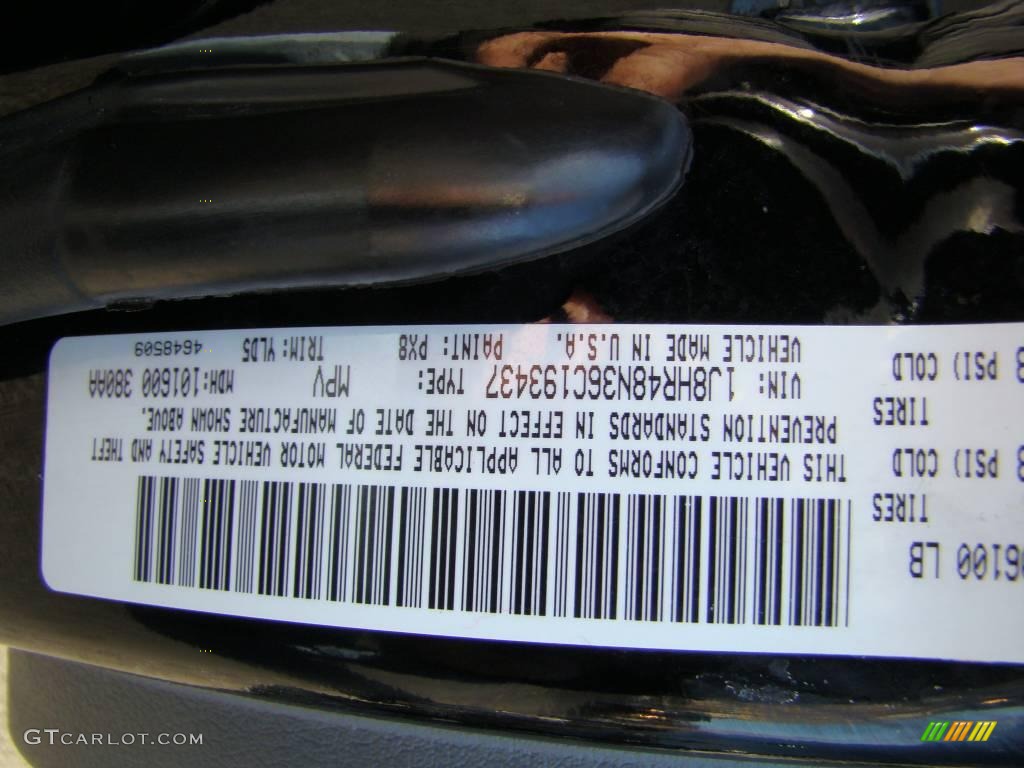 06100 LB
TIRES
PSI) COLD
TIRES
PSI) COLD
THIS VEHICLE CONFORMS TO ALL APPLICABLE FEDERAL MOTOR VEHICLE SAFETY AND THEFT
PREVENTION STANDARDS IN EFFECT ON THE DATE OF MANUFACTURE SHOWN ABOVE.
VIN: 1J8HR48N36C193437 TYPE: MPV MDH:101600 380AA
VEHICLE MADE IN U.S.A. PAINT: PX8 TRIM: VLD5 4648509
GTCARLOT.COM